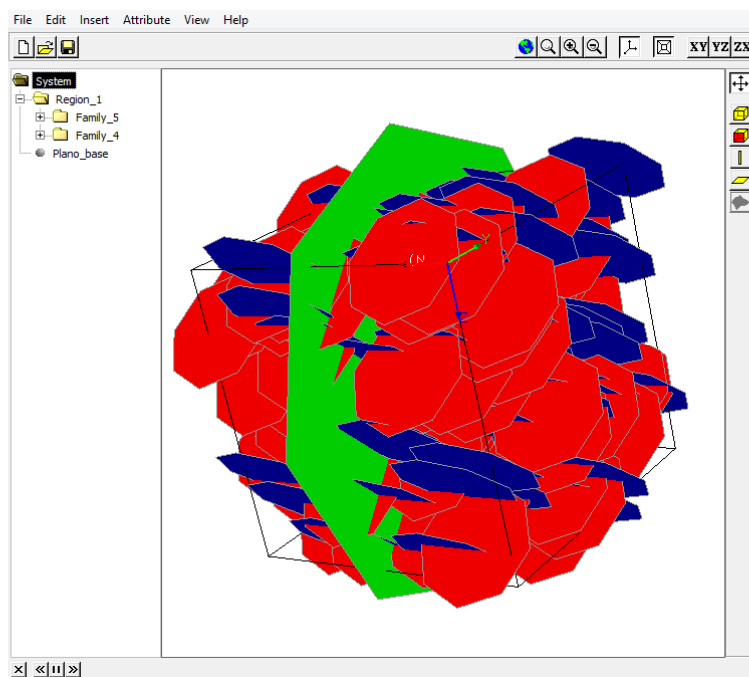 File Edit Insert Attribute View Help
XY YZ ZX
System
Region_1
Family_5
Family_4
Plano_base
Y